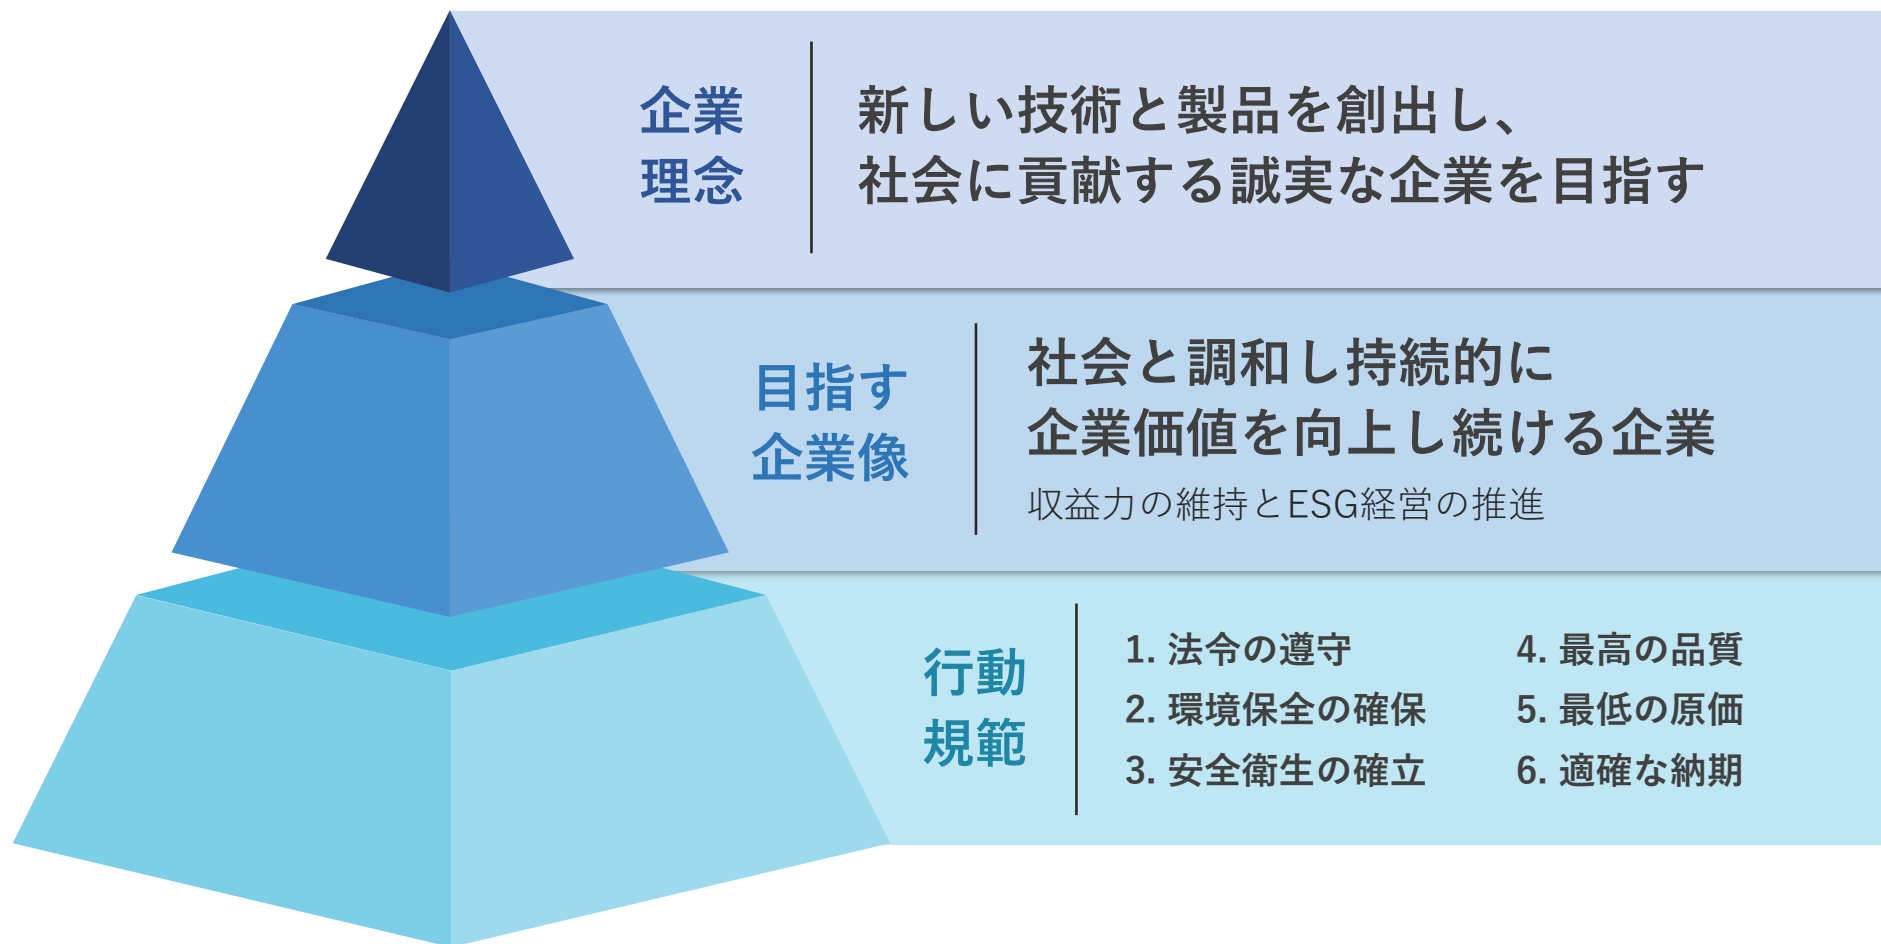 企業
理念
新しい技術と製品を創出し、
社会に貢献する誠実な企業を目指す
目指す
企業像
社会と調和し持続的に
企業価値を向上し続ける企業
収益力の維持とESG経営の推進
行動
規範
1. 法令の遵守
2. 環境保全の確保
3. 安全衛生の確立
4. 最高の品質
5. 最低の原価
6. 適確な納期